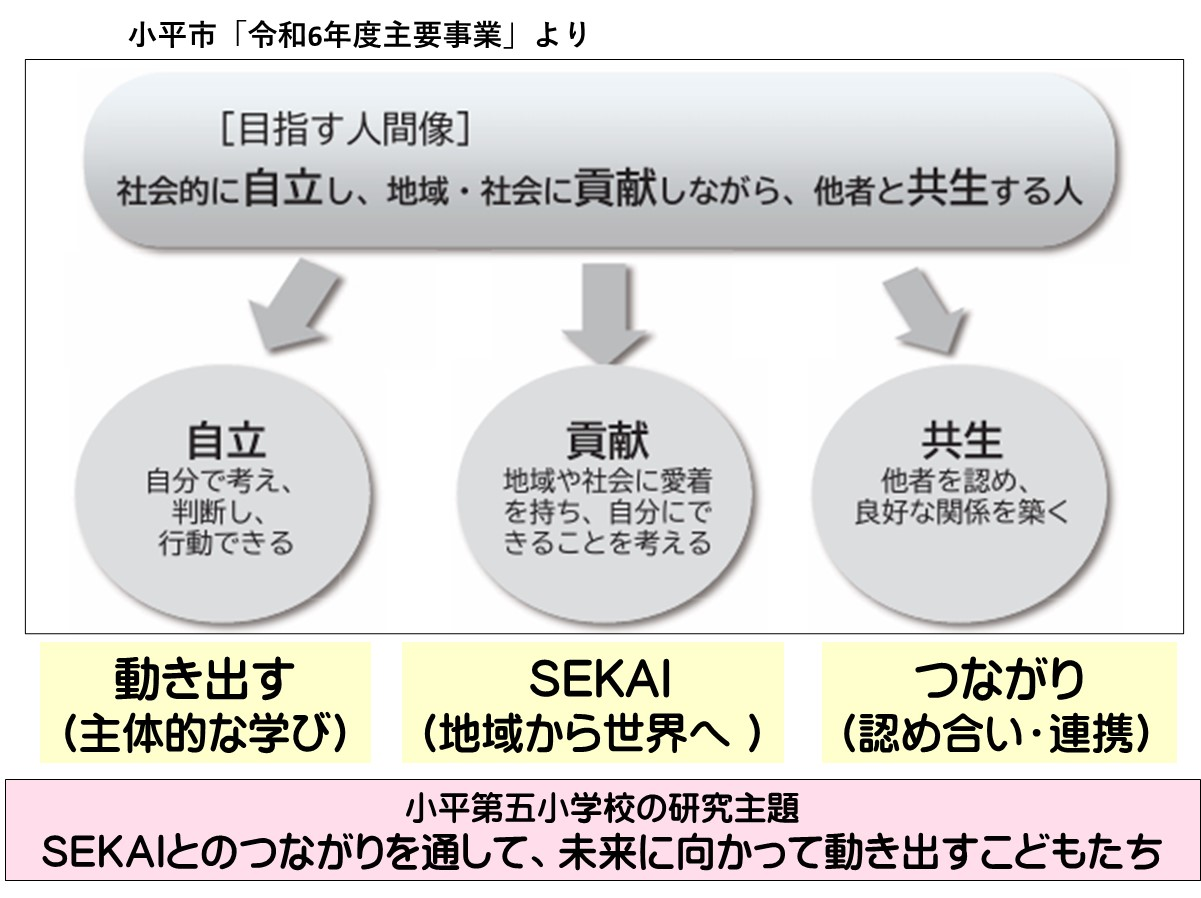 小平市「令和6年度主要事業」より
［目指す人間像］
社会的に自立し、地域・社会に貢献しながら、他者と共生する人
自立
自分で考え、
判断し、
行動できる
貢献
地域や社会に愛着
を持ち、自分にで
きることを考える
共生
他者を認め、
良好な関係を築く
動き出す
（主体的な学び）
SEKAI
（地域から世界へ ）
つながり
（認め合い・連携）
小平第五小学校の研究主題
SEKAIとのつながりを通して、未来に向かって動き出すこどもたち